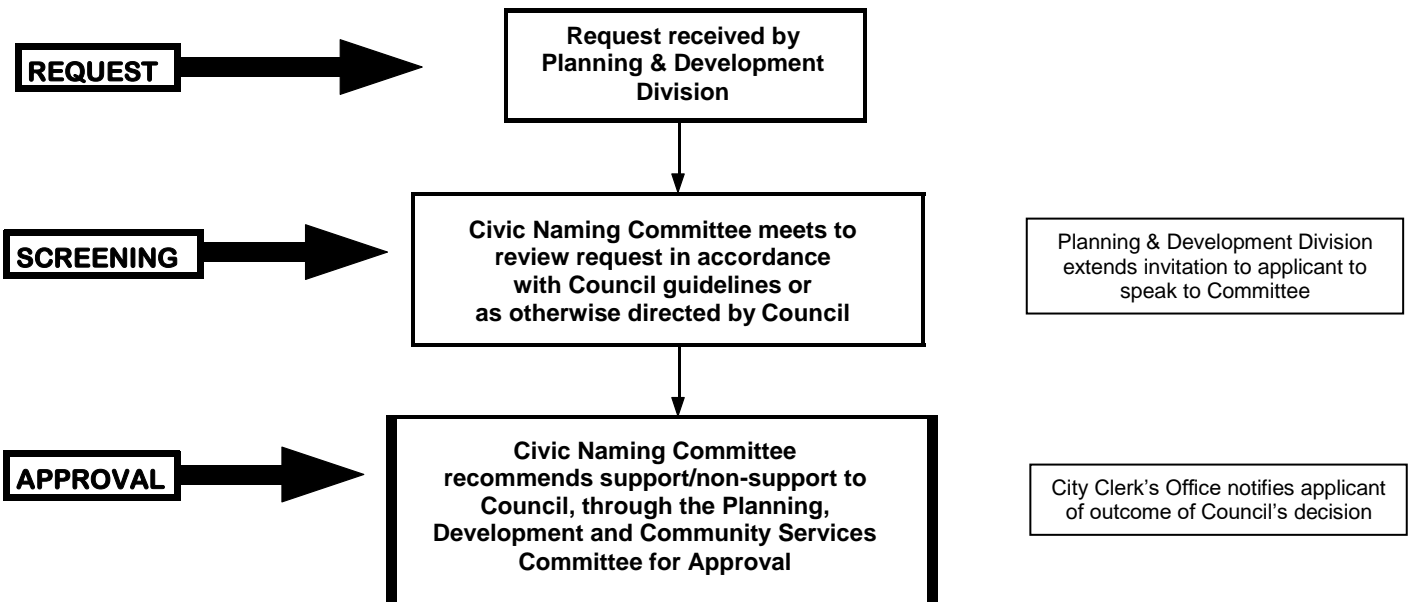 REQUEST
Request received by
Planning & Development
Division
SCREENING
Civic Naming Committee meets to
review request in accordance
with Council guidelines or
as otherwise directed by Council
Planning & Development Division
extends invitation to applicant to
speak to Committee
APPROVAL
Civic Naming Committee
recommends support/non-support to
Council, through the Planning,
Development and Community Services
Committee for Approval
City Clerk’s Office notifies applicant
of outcome of Council’s decision